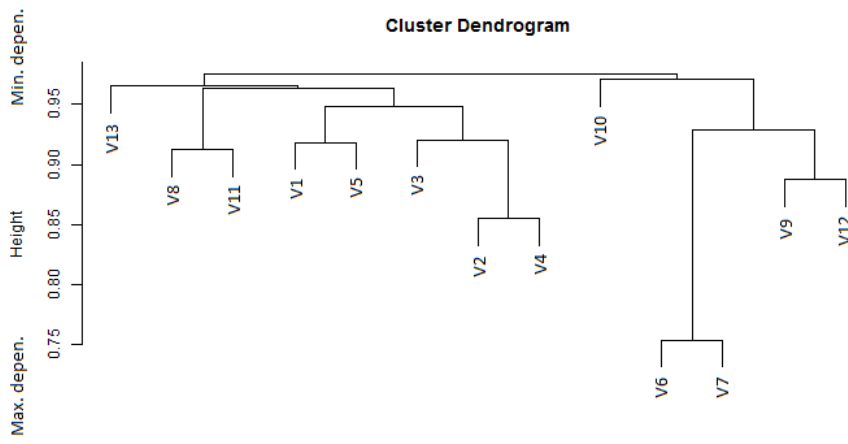 Cluster Dendrogram
Min. depen.
Height
Max. depen.
0.95
0.90
0.85
0.80
0.75
V13
V8
V11
V1
V5
V3
V2
V4
V10
V6
V7
V9
V12